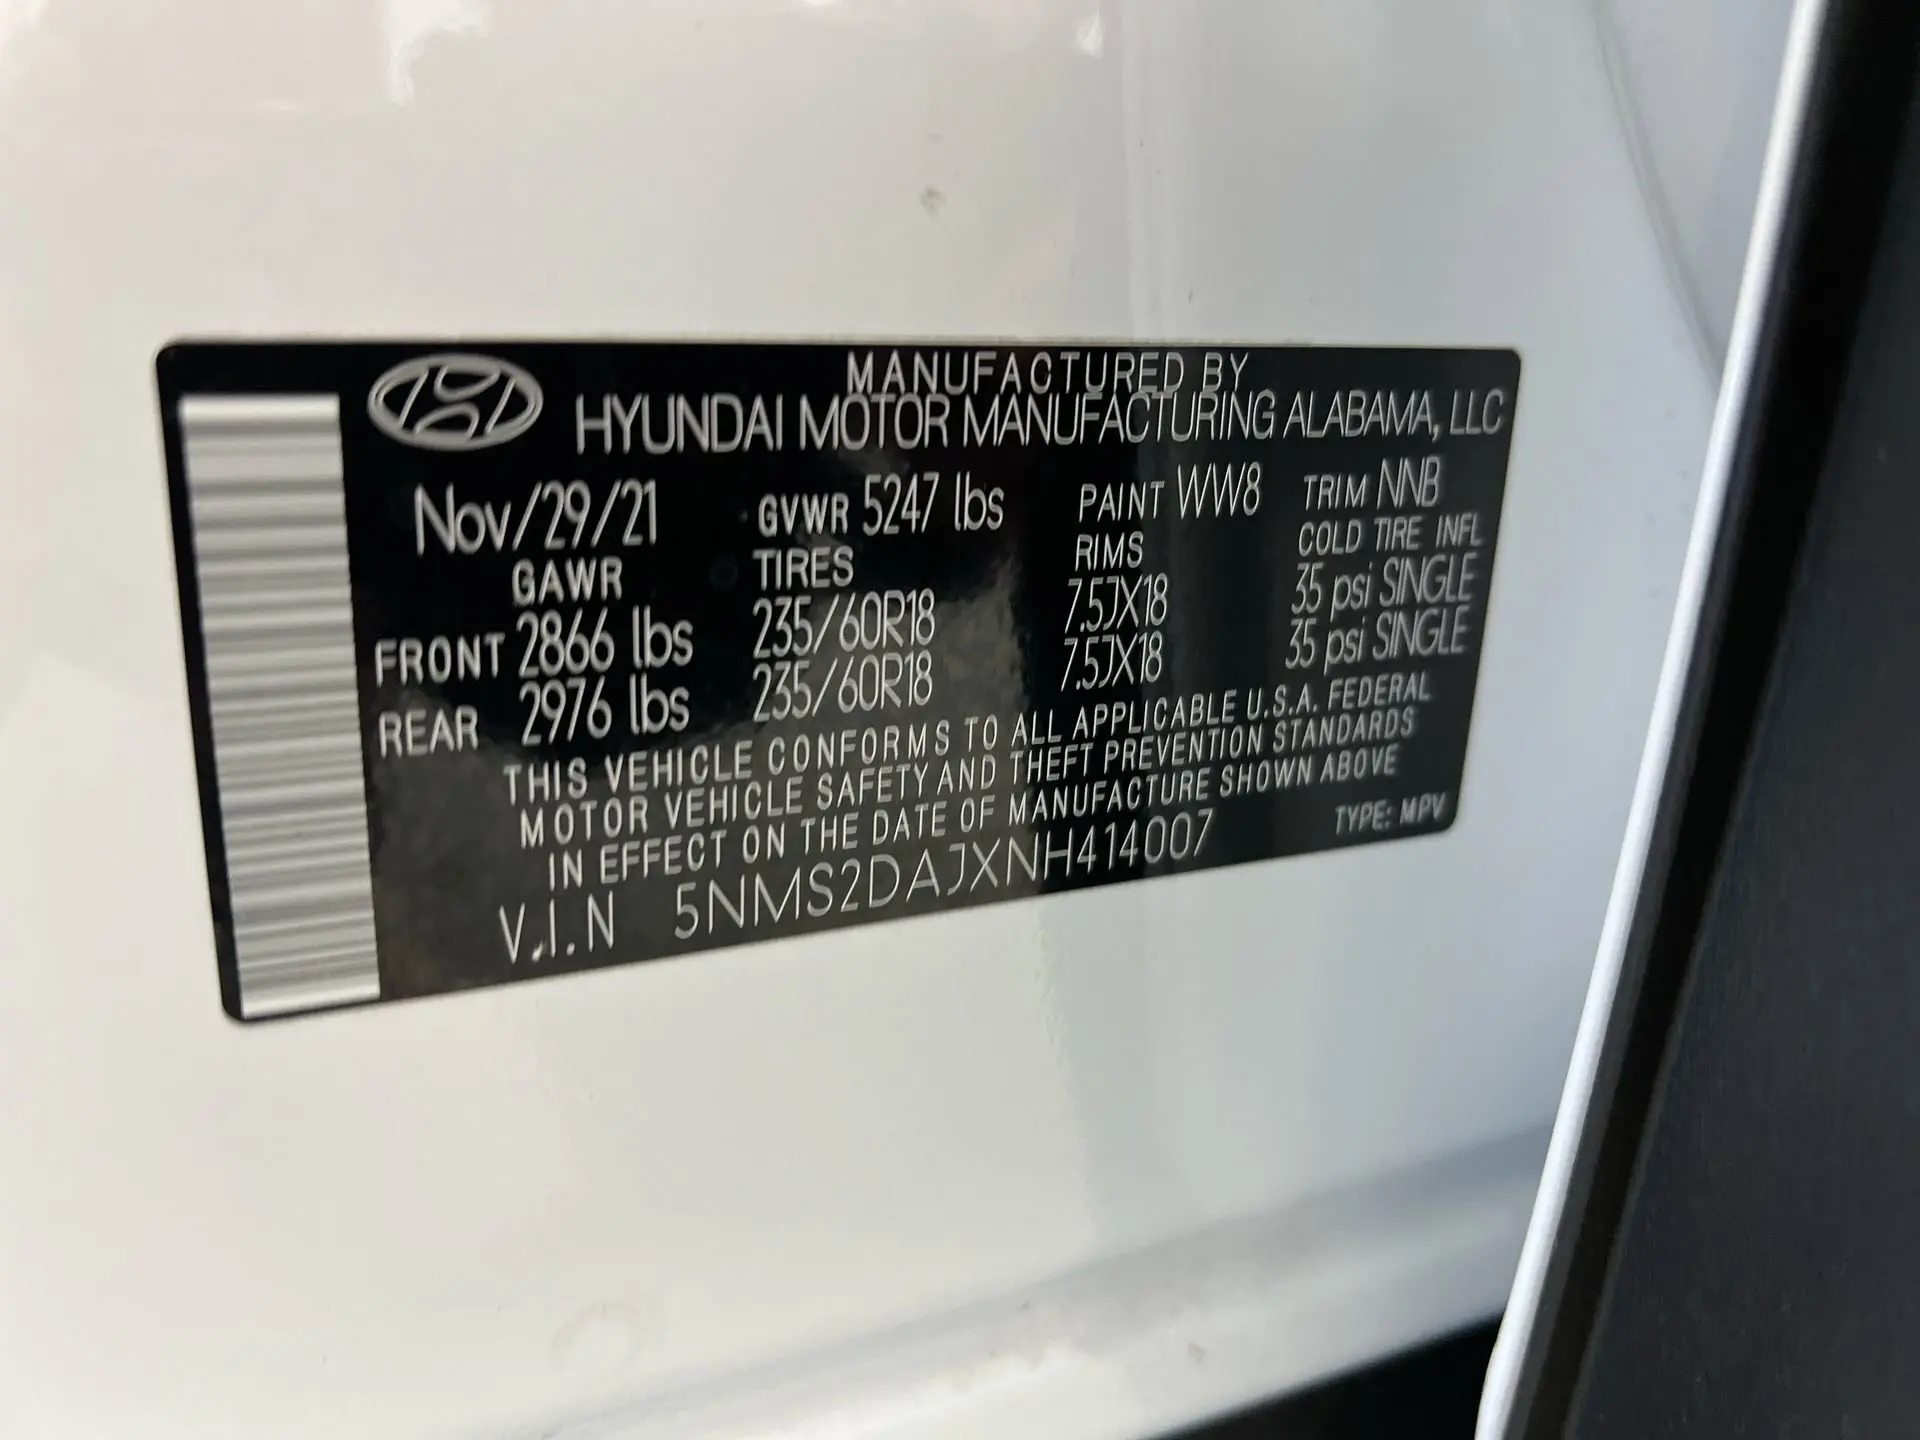 MANUFACTURED BY
HYUNDAI MOTOR MANUFACTURING ALABAMA, LLC
Nov/29/21 GVWR 5247 lbs PAINT WW8 TRIM NNB
GAWR TIRES RIMS COLD TIRE INFL
FRONT 2866 lbs 235/60R18 7.5JX18 35 psi SINGLE
REAR 2976 lbs 235/60R18 7.5JX18 35 psi SINGLE
THIS VEHICLE CONFORMS TO ALL APPLICABLE U.S.A. FEDERAL
MOTOR VEHICLE SAFETY AND THEFT PREVENTION STANDARDS
IN EFFECT ON THE DATE OF MANUFACTURE SHOWN ABOVE
V.I.N 5NMS2DAJXNH414007 TYPE: MPV